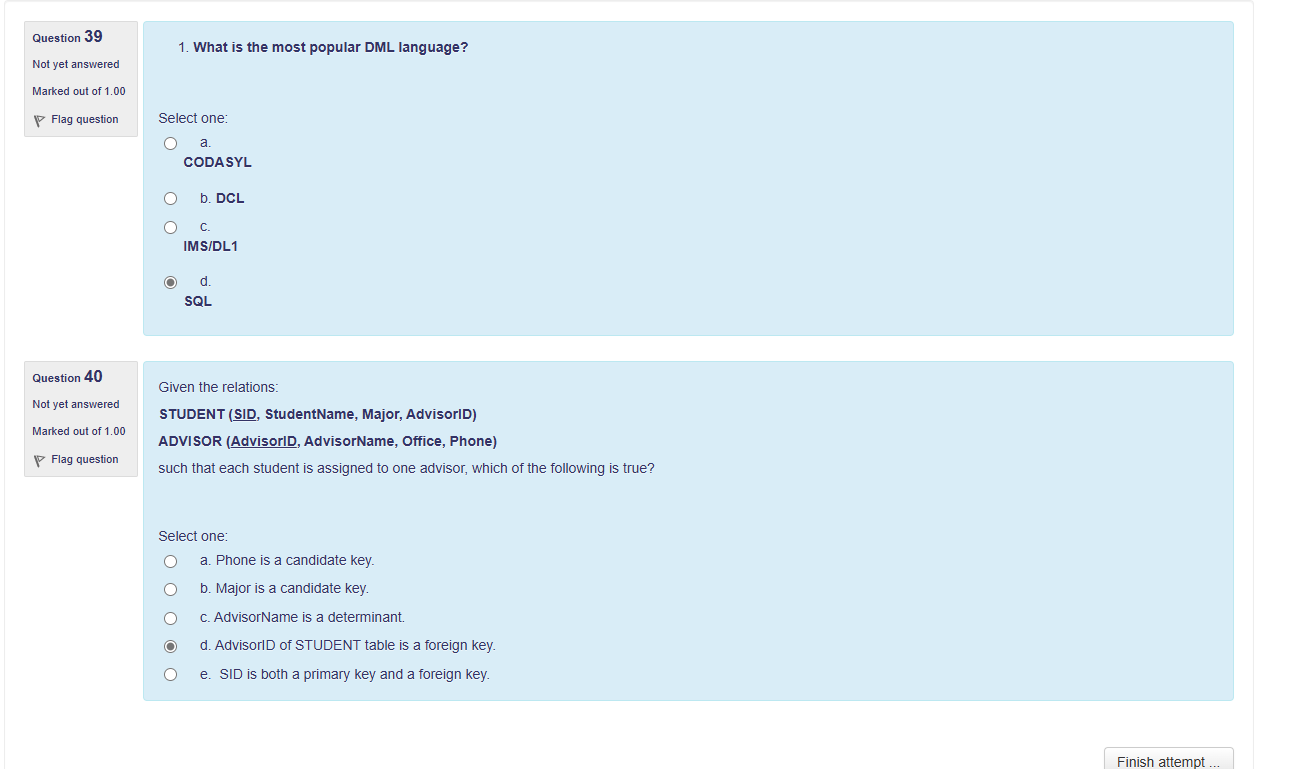 Question 39
Not yet answered
Marked out of 1.00
Flag question
1. What is the most popular DML language?
Select one:
a.
CODASYL
b. DCL
c.
IMS/DL1
d.
SQL
Question 40
Not yet answered
Marked out of 1.00
Flag question
Given the relations:
STUDENT (SID, StudentName, Major, AdvisorID)
ADVISOR (AdvisorID, AdvisorName, Office, Phone)
such that each student is assigned to one advisor, which of the following is true?
Select one:
a. Phone is a candidate key.
b. Major is a candidate key.
c. AdvisorName is a determinant.
d. AdvisorID of STUDENT table is a foreign key.
e. SID is both a primary key and a foreign key.
Finish attempt ...